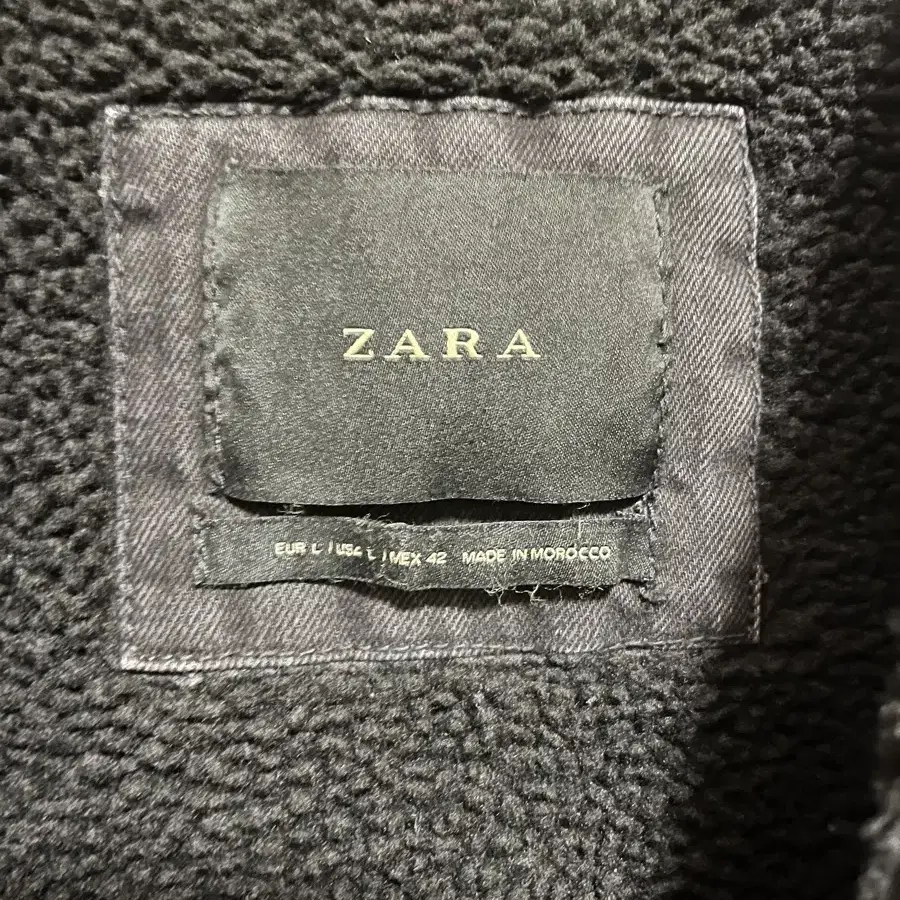 ZARA
EUR L / USA L / MEX 42 MADE IN MOROCCO